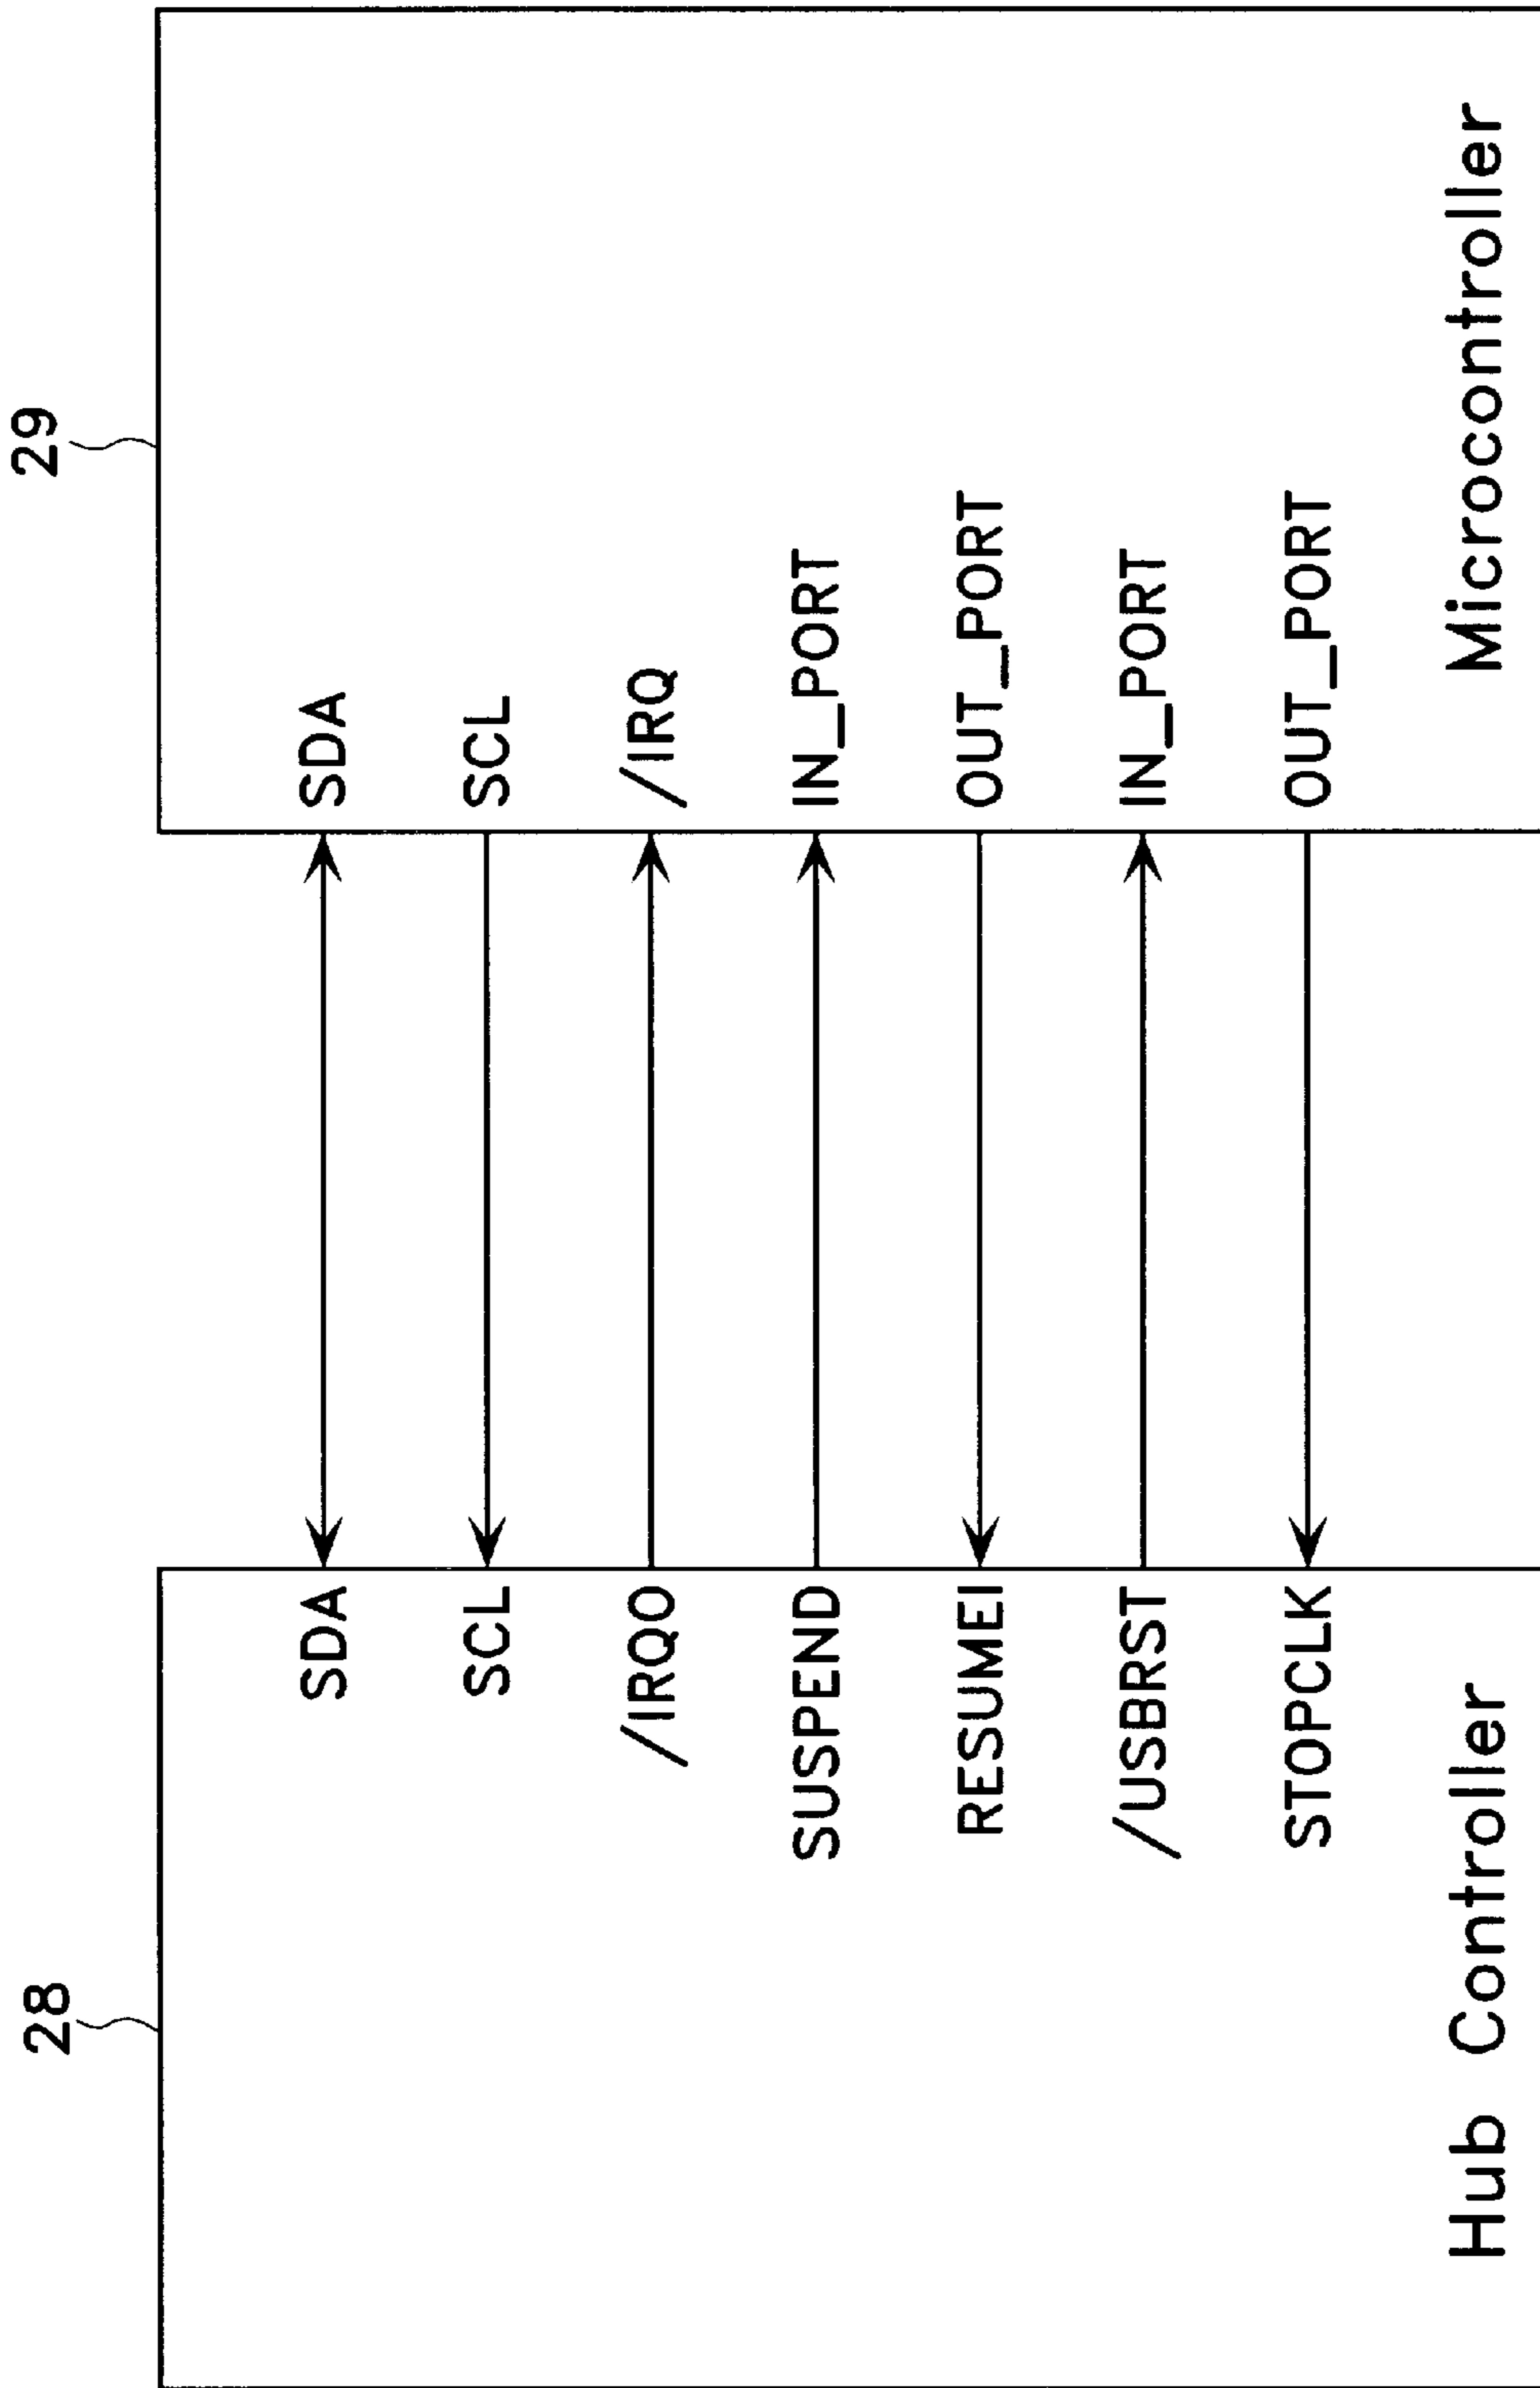 28
29
SDA
SDA
SCL
SCL
/IRQO
/IRQ
SUSPEND
IN_PORT
RESUMEI
OUT_PORT
/USBRST
IN_PORT
STOPCLK
OUT_PORT
Hub Controller
Microcontroller